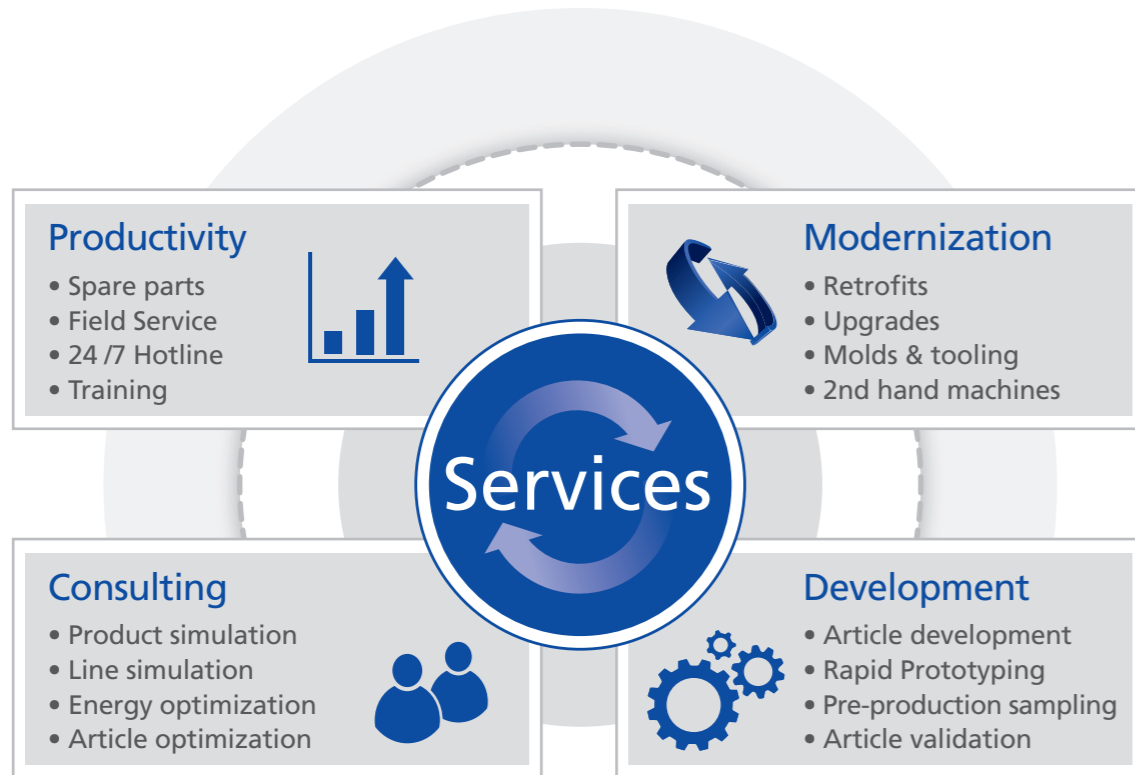 Productivity
• Spare parts
• Field Service
• 24 /7 Hotline
• Training
Modernization
• Retrofits
• Upgrades
• Molds & tooling
• 2nd hand machines
Services
Consulting
• Product simulation
• Line simulation
• Energy optimization
• Article optimization
Development
• Article development
• Rapid Prototyping
• Pre-production sampling
• Article validation